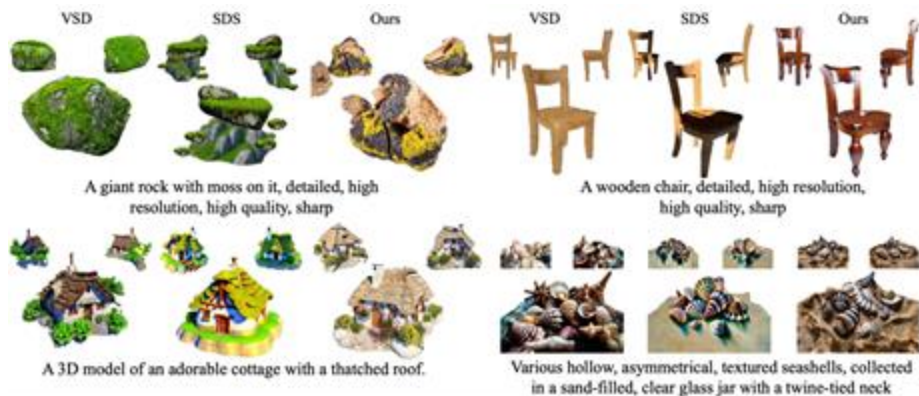 VSD SDS Ours VSD SDS Ours
A giant rock with moss on it, detailed, high
resolution, high quality, sharp
A wooden chair, detailed, high resolution,
high quality, sharp
A 3D model of an adorable cottage with a thatched roof.
Various hollow, asymmetrical, textured seashells, collected
in a sand-filled, clear glass jar with a twine-tied neck